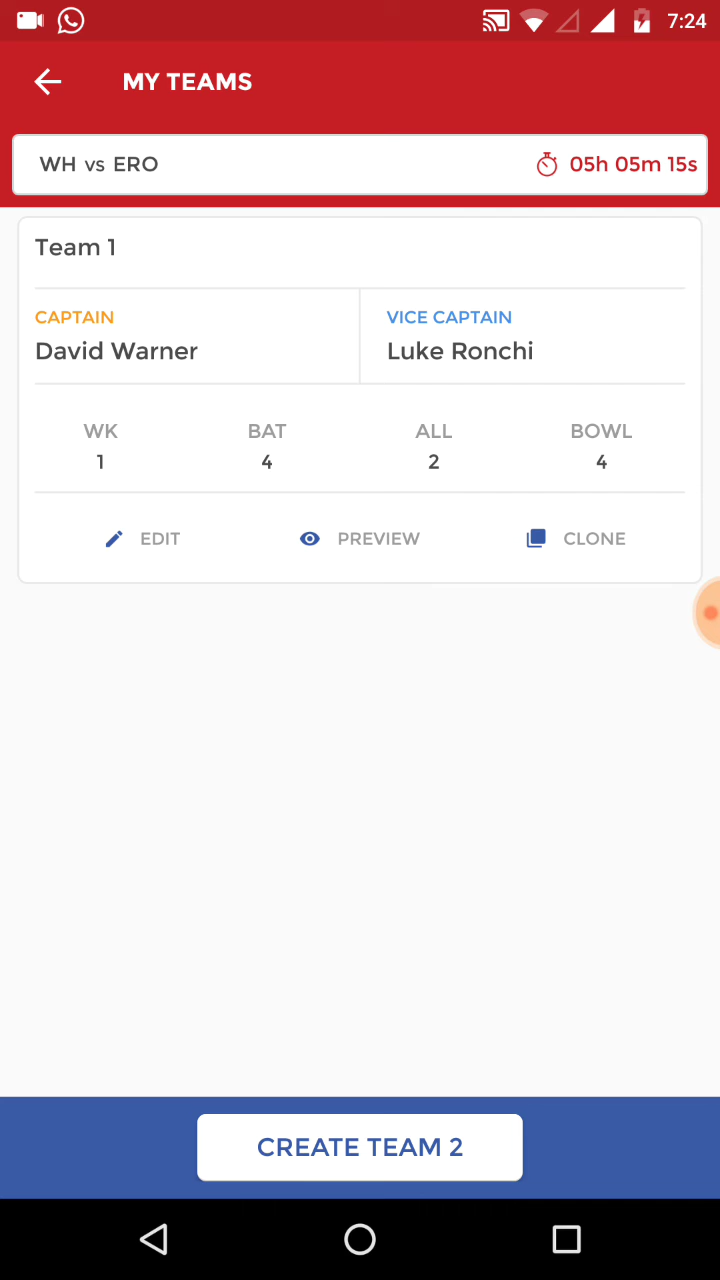 7:24
MY TEAMS
WH vs ERO 05h 05m 15s
Team 1
CAPTAIN VICE CAPTAIN
David Warner Luke Ronchi
WK BAT ALL BOWL
1 4 2 4
EDIT PREVIEW CLONE
CREATE TEAM 2